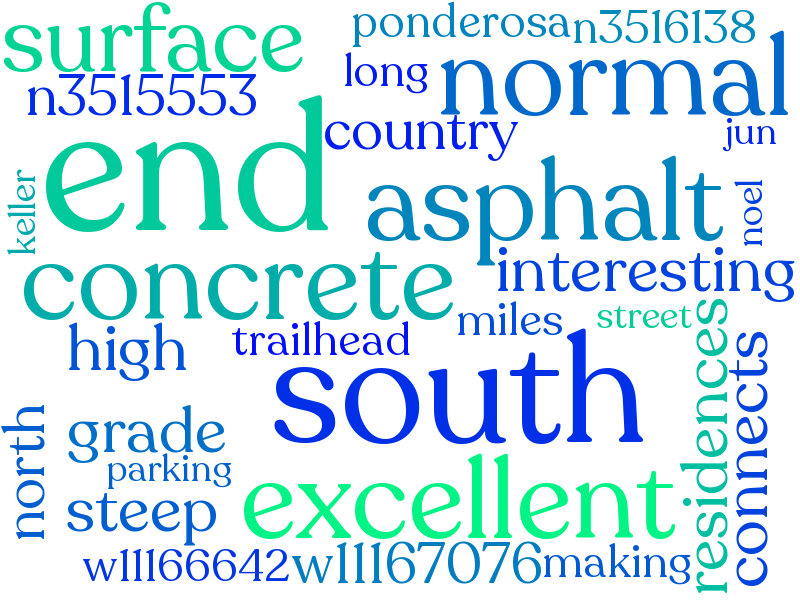 surface
ponderosa
n3516138
n3515553
long
normal
country
jun
end
keller
asphalt
noel
concrete
interesting
high
trailhead
miles
street
south
residences
connects
north
grade
parking
steep
excellent
w11166642
w11167076
making